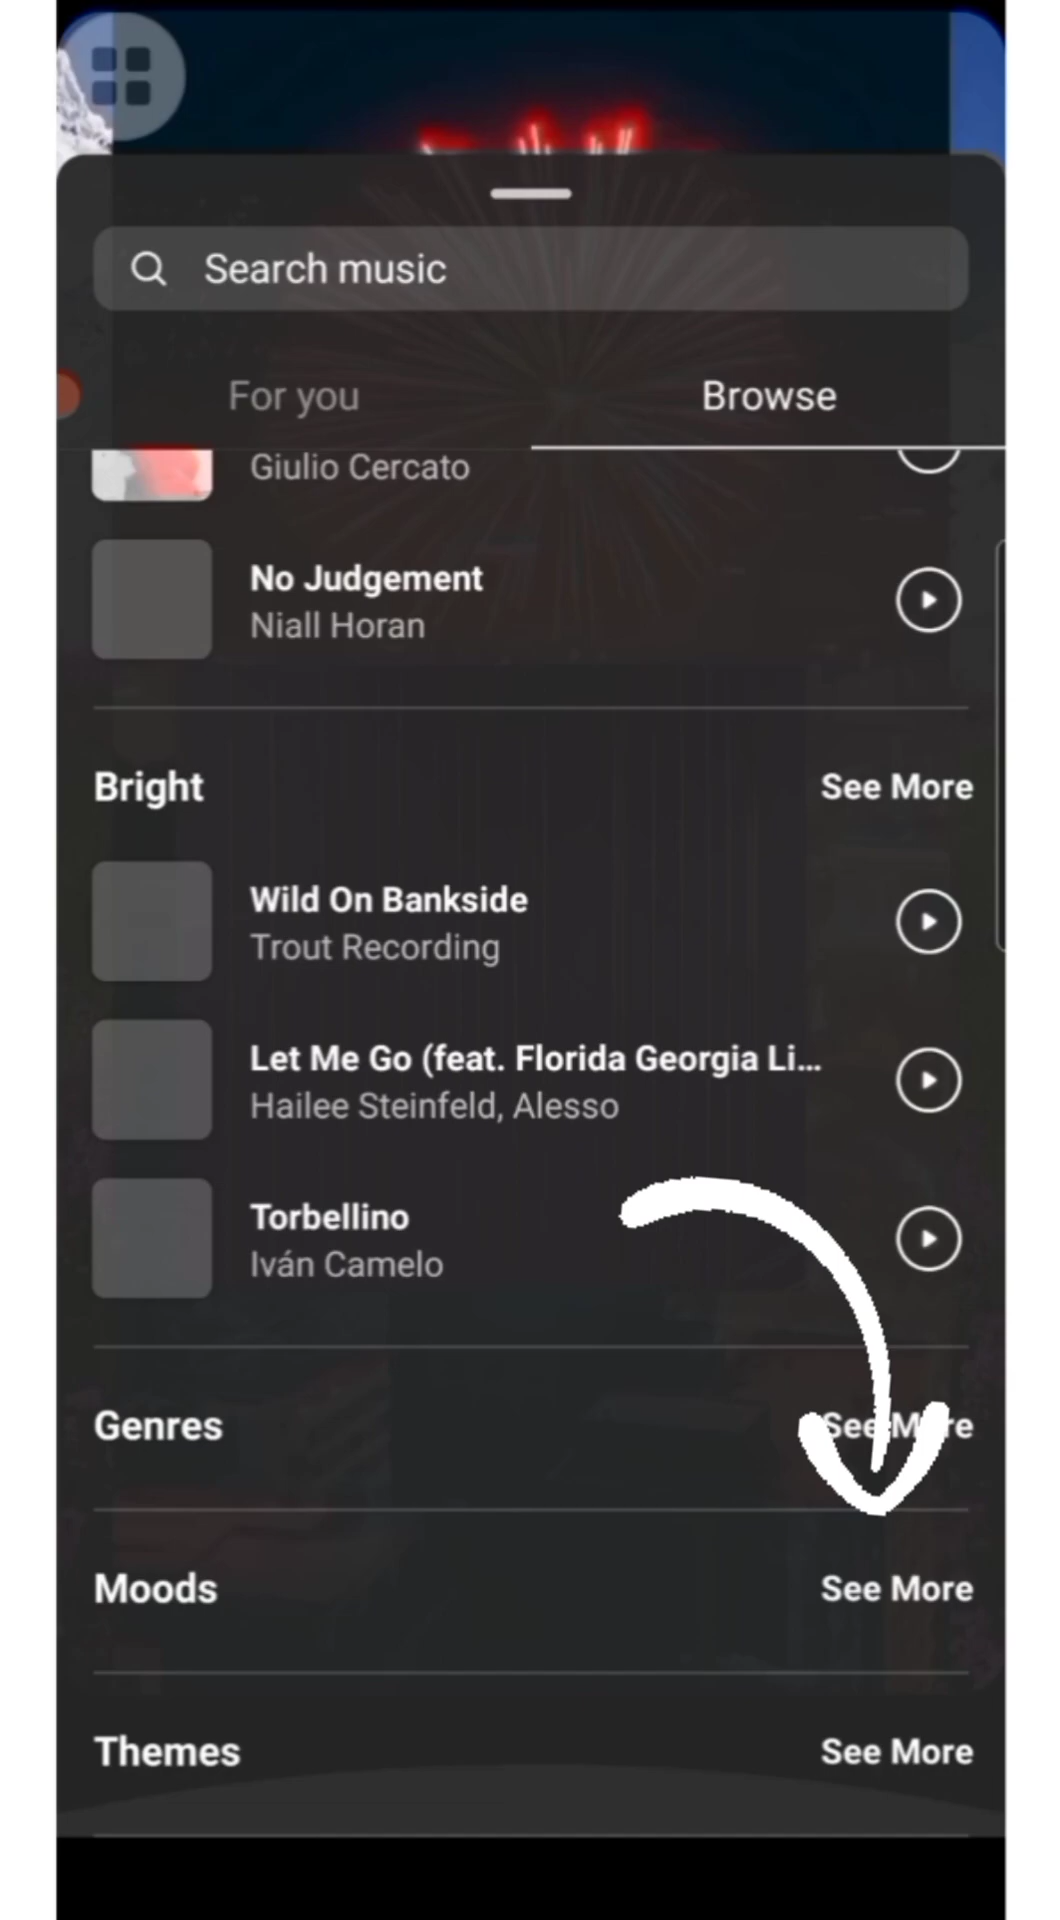 Search music
For you
Browse
Giulio Cercato
No Judgement
Niall Horan
Bright
See More
Wild On Bankside
Trout Recording
Let Me Go (feat. Florida Georgia Li...
Hailee Steinfeld, Alesso
Torbellino
Iván Camelo
Genres
See More
Moods
See More
Themes
See More